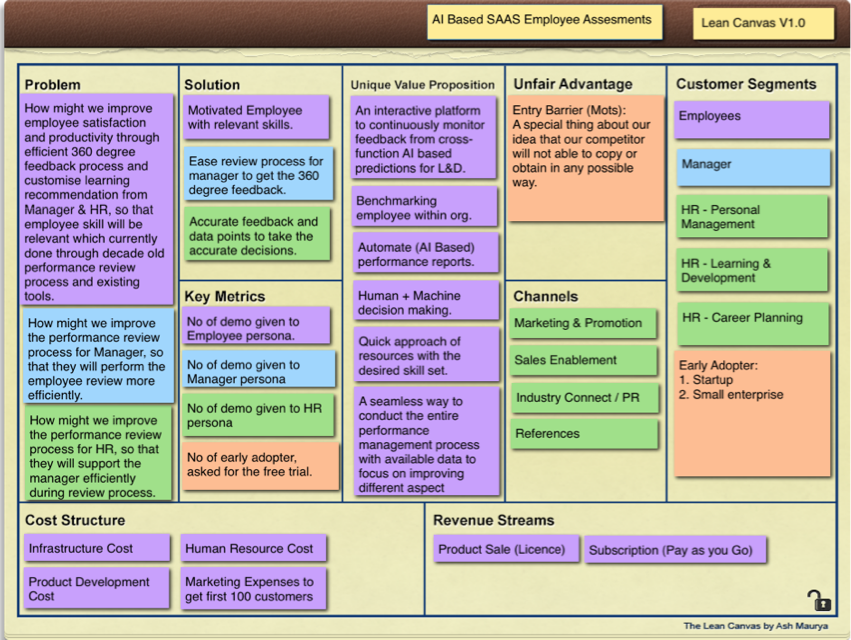 AI Based SAAS Employee Assesments
Lean Canvas V1.0
Problem
How might we improve
employee satisfaction
and productivity through
efficient 360 degree
feedback process and
customise learning
recommendation from
Manager & HR, so that
employee skill will be
relevant which currently
done through decade old
performance review
process and existing
tools.
How might we improve
the performance review
process for Manager, so
that they will perform the
employee review more
efficiently.
How might we improve
the performance review
process for HR, so that
they will support the
manager efficiently
during review process.
Solution
Motivated Employee
with relevant skills.
Ease review process for
manager to get the 360
degree feedback.
Accurate feedback and
data points to take the
accurate decisions.
Key Metrics
No of demo given to
Employee persona.
No of demo given to
Manager persona
No of demo given to HR
persona
No of early adopter,
asked for the free trial.
Unique Value Proposition
An interactive platform
to continuously monitor
feedback from cross-
function AI based
predictions for L&D.
Benchmarking
employee within org.
Automate (AI Based)
performance reports.
Human + Machine
decision making.
Quick approach of
resources with the
desired skill set.
A seamless way to
conduct the entire
performance
management process
with available data to
focus on improving
different aspect
Unfair Advantage
Entry Barrier (Mots):
A special thing about our
idea that our competitor
will not able to copy or
obtain in any possible
way.
Channels
Marketing & Promotion
Sales Enablement
Industry Connect / PR
References
Customer Segments
Employees
Manager
HR - Personal
Management
HR - Learning &
Development
HR - Career Planning
Early Adopter:
1. Startup
2. Small enterprise
Cost Structure
Infrastructure Cost
Human Resource Cost
Product Development
Cost
Marketing Expenses to
get first 100 customers
Revenue Streams
Product Sale (Licence)
Subscription (Pay as you Go)
The Lean Canvas by Ash Maurya